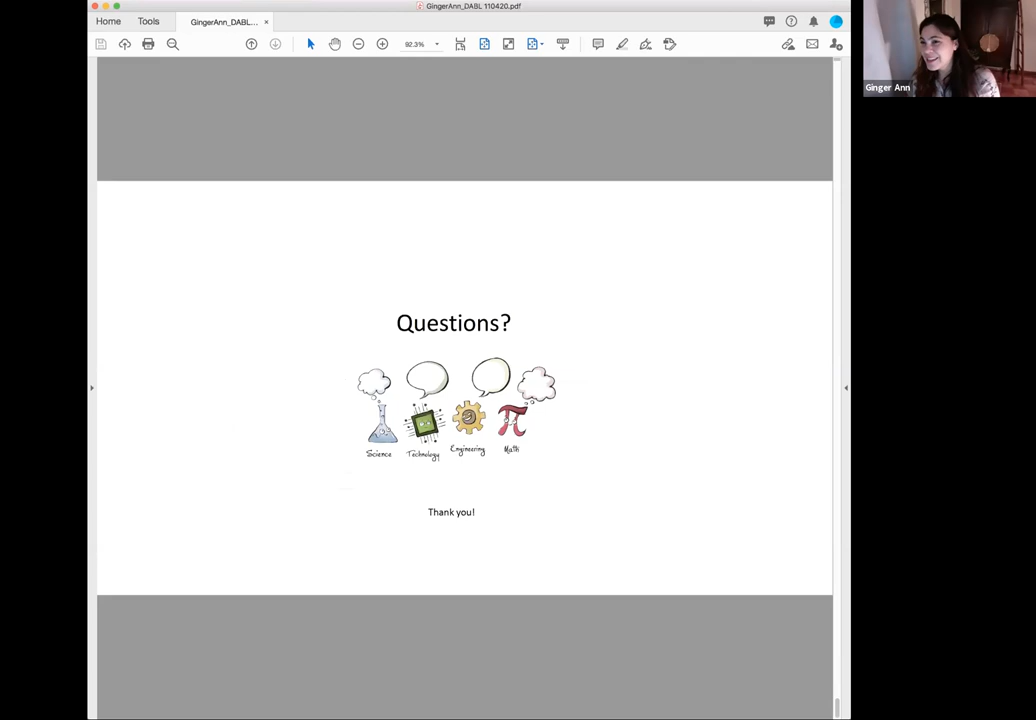 GingerAnn_DABL 110420.pdf
Home Tools GingerAnn_DABL... ×
92.3%
Ginger Ann
Questions?
Science Technology Engineering Math
Thank you!